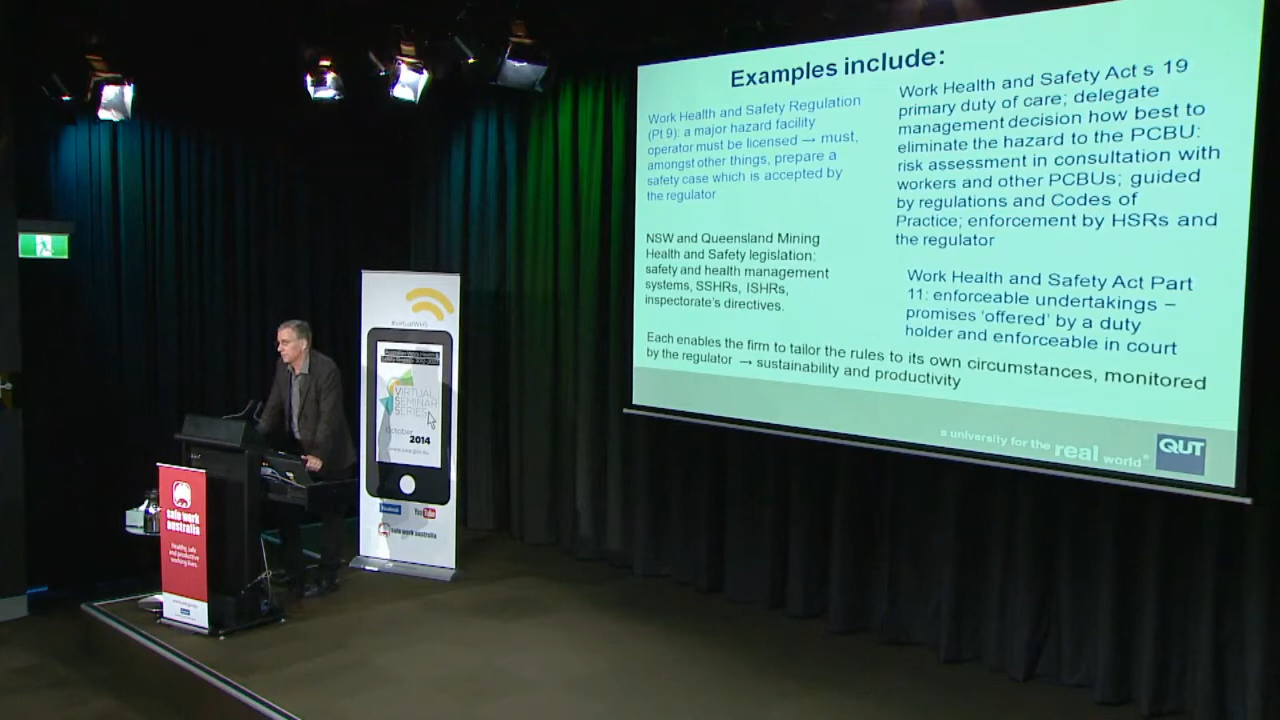 Examples include:
Work Health and Safety Regulation
(Pt 9): a major hazard facility
operator must be licensed → must,
amongst other things, prepare a
safety case which is accepted by
the regulator
NSW and Queensland Mining
Health and Safety legislation:
safety and health management
systems, SSHRs, ISHRs,
inspectorate's directives.
Work Health and Safety Act s 19
primary duty of care; delegate
management decision how best to
eliminate the hazard to the PCBU:
risk assessment in consultation with
workers and other PCBUs; guided
by regulations and Codes of
Practice; enforcement by HSRs and
the regulator
Work Health and Safety Act Part
11: enforceable undertakings –
promises 'offered' by a duty
holder and enforceable in court
Each enables the firm to tailor the rules to its own circumstances, monitored
by the regulator → sustainability and productivity
a university for the real world
QUT
#virtualWHS
VIRTUAL
SEMINAR
SERIES
October
2014
Facebook
YouTube
safe work australia
safe work
australia
Healthy, safe
and productive
working lives.